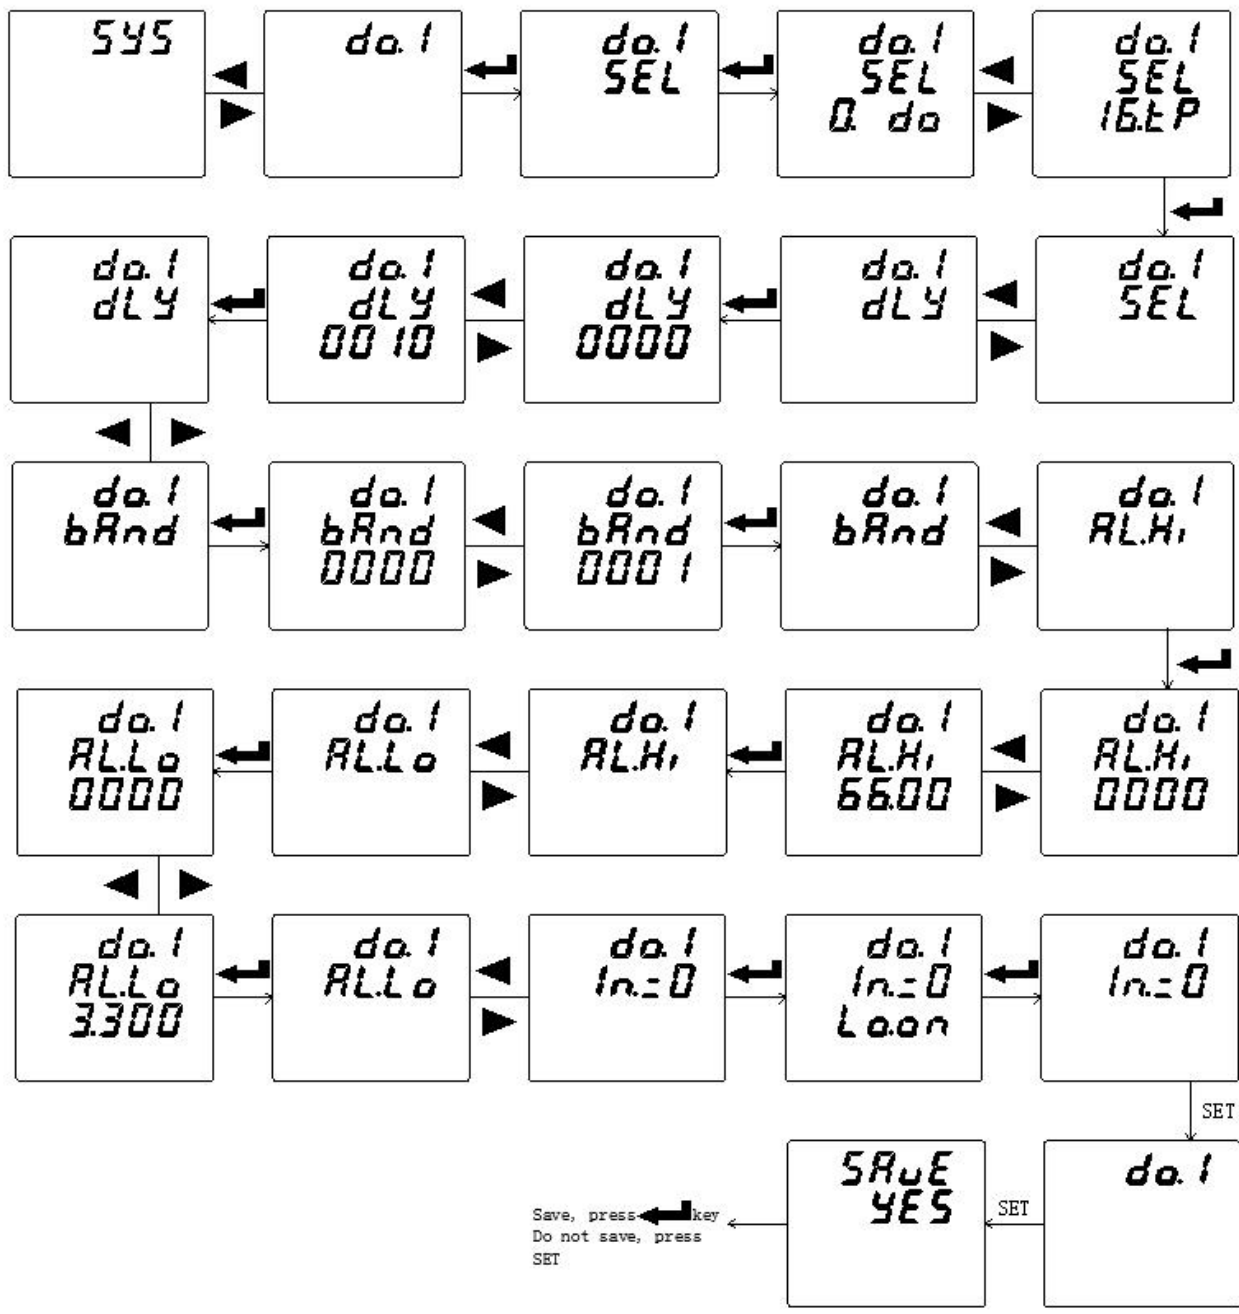 SYS
do.1
do.1
SEL
do.1
SEL
0. do
do.1
SEL
16.tP
do.1
dLY
do.1
dLY
0010
do.1
dLY
0000
do.1
dLY
do.1
SEL
do.1
bAnd
do.1
bAnd
0000
do.1
bAnd
0001
do.1
bAnd
do.1
AL.Hi
do.1
AL.Lo
0000
do.1
AL.Lo
do.1
AL.Hi
do.1
AL.Hi
66.00
do.1
AL.Hi
0000
do.1
AL.Lo
3.300
do.1
AL.Lo
do.1
In.=0
do.1
In.=0
Lo.on
do.1
In.=0
SET
SAvE
YES
SET
do.1
Save, press key
Do not save, press
SET